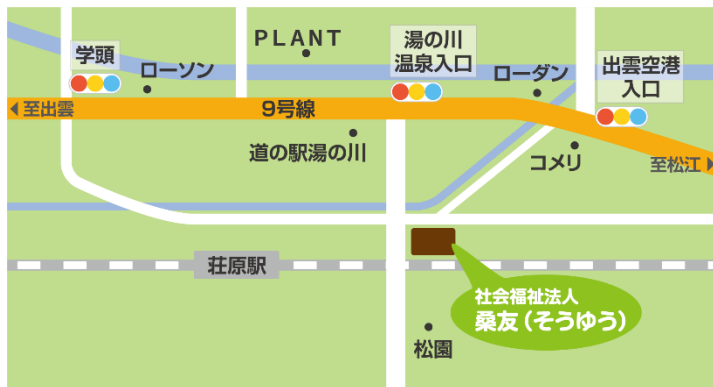 学頭
ローソン
PLANT
湯の川
温泉入口
ローダン
出雲空港
入口
至出雲
9号線
道の駅湯の川
コメリ
至松江
荘原駅
社会福祉法人
桑友（そうゆう）
松園